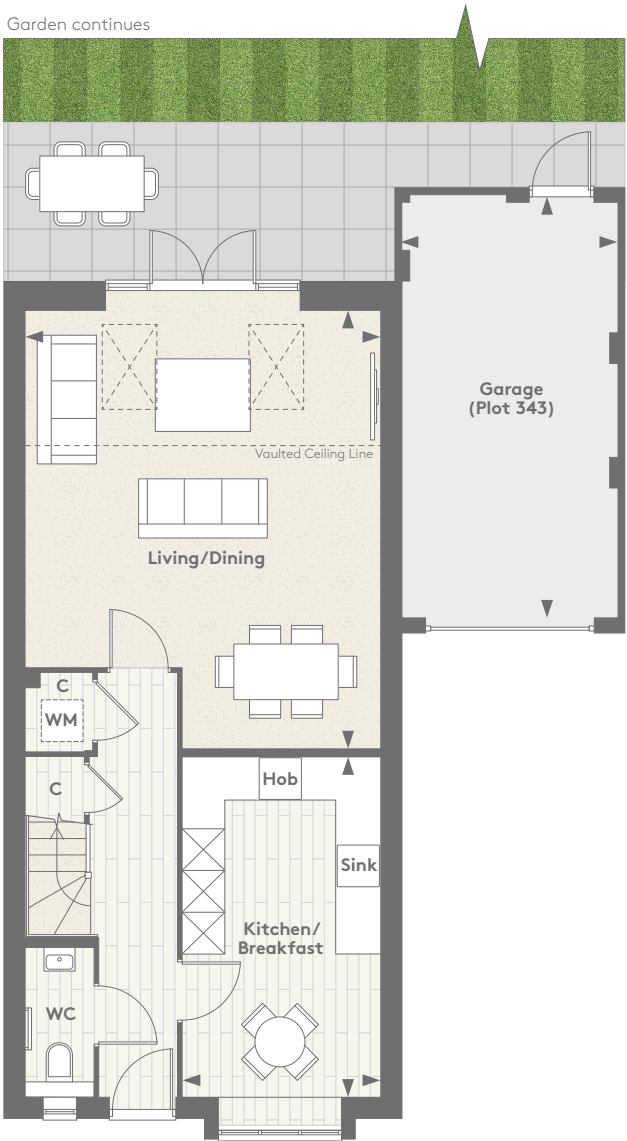 Garden continues
Garage
(Plot 343)
Vaulted Ceiling Line
Living/Dining
C
WM
C
Hob
Sink
Kitchen/
Breakfast
WC